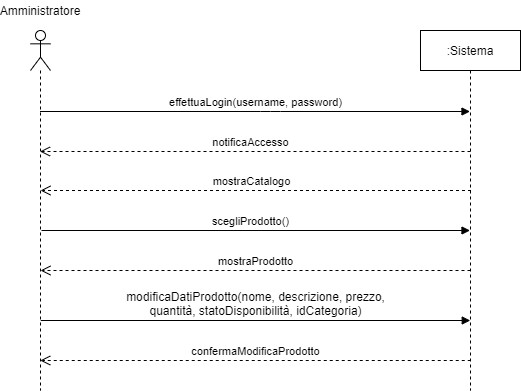 Amministratore
:Sistema
effettuaLogin(username, password)
notificaAccesso
mostraCatalogo
scegliProdotto()
mostraProdotto
modificaDatiProdotto(nome, descrizione, prezzo,
quantità, statoDisponibilità, idCategoria)
confermaModificaProdotto